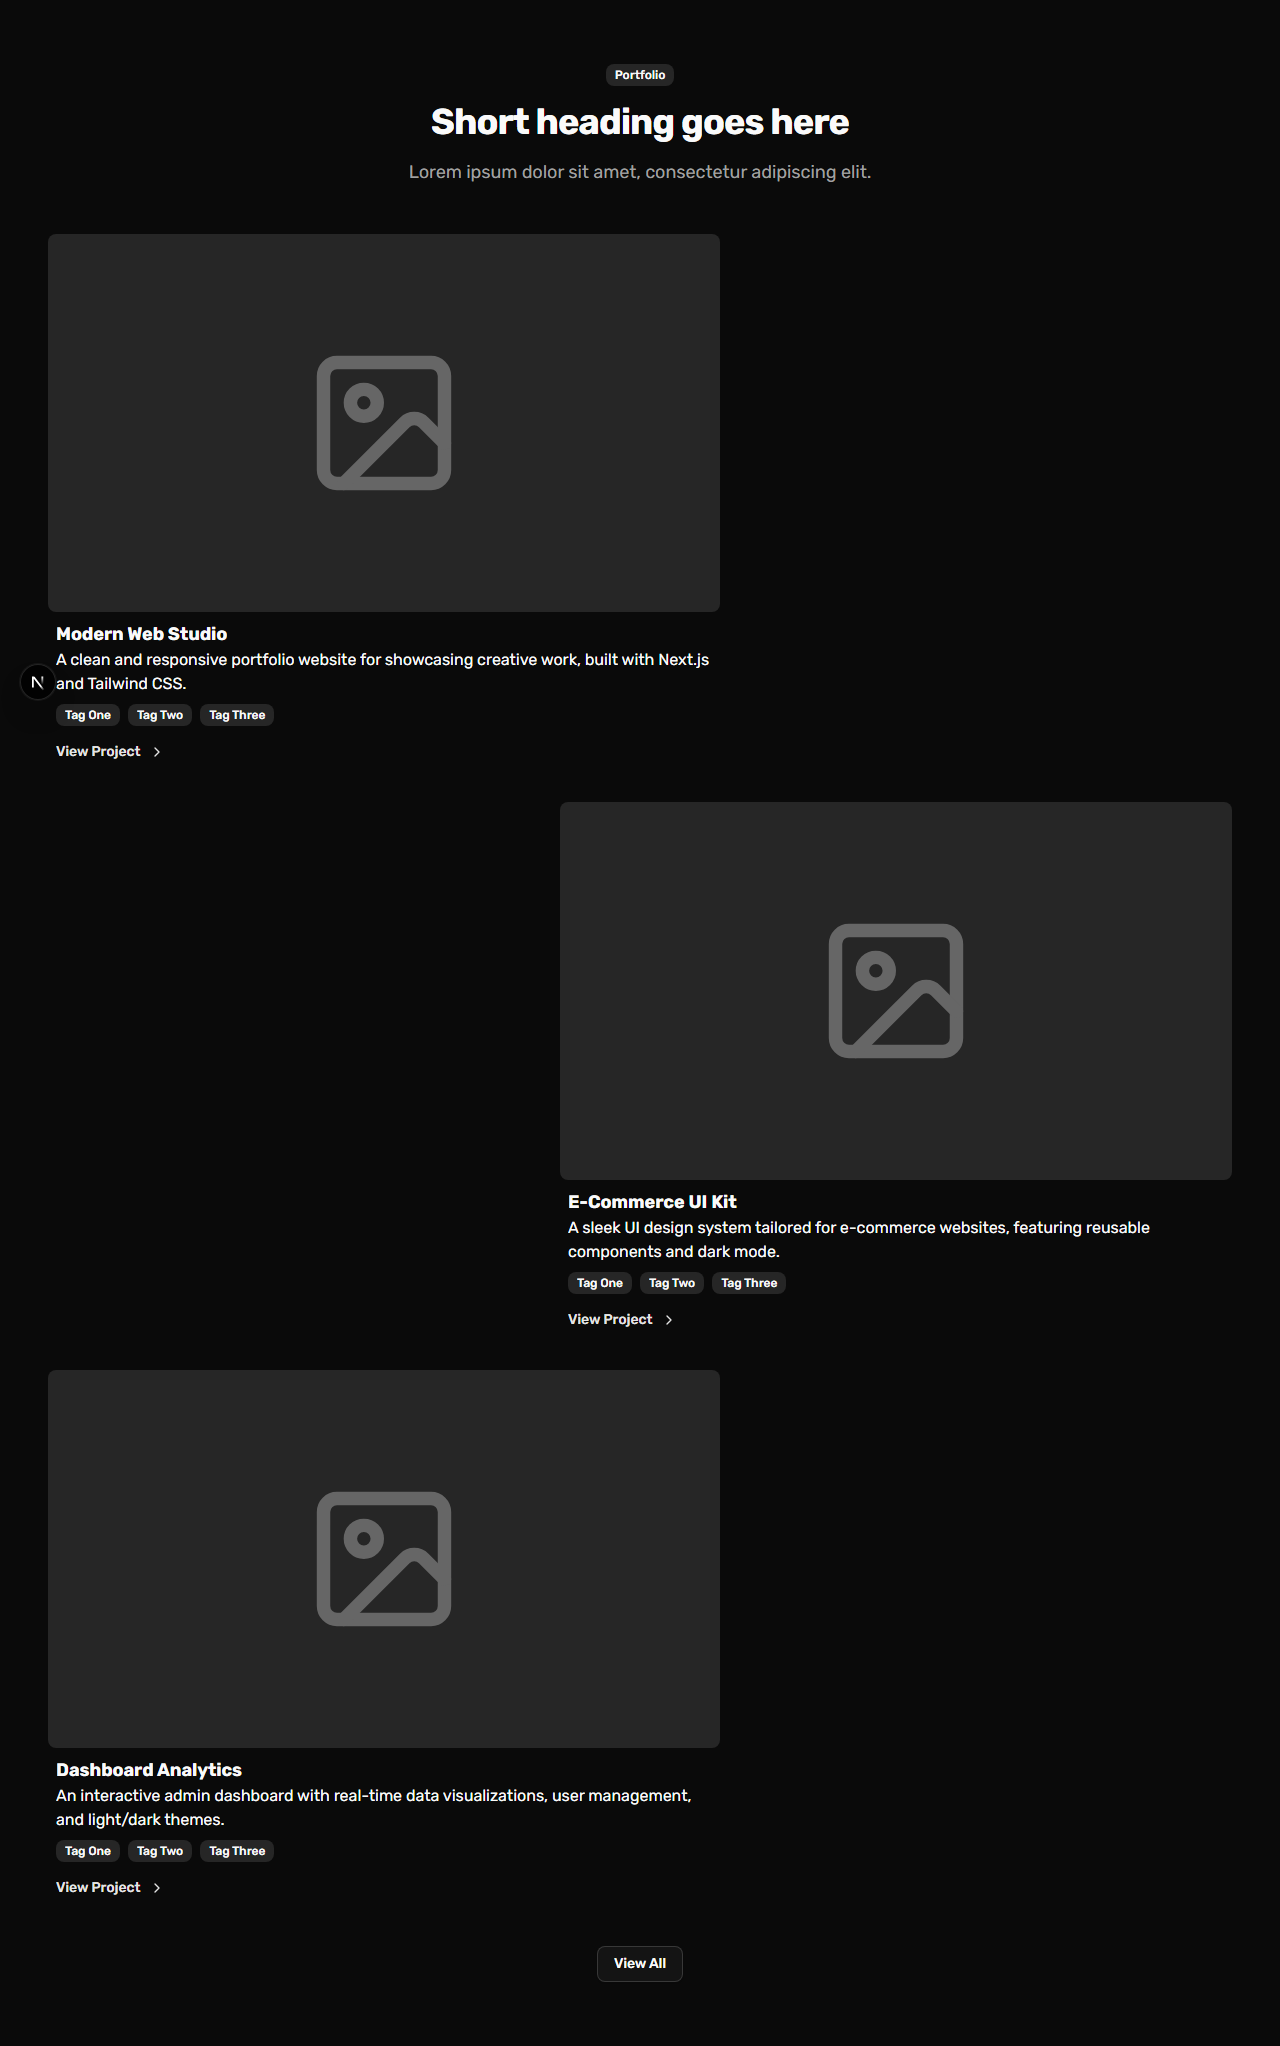 Portfolio
Short heading goes here
Lorem ipsum dolor sit amet, consectetur adipiscing elit.
Modern Web Studio
A clean and responsive portfolio website for showcasing creative work, built with Next.js
and Tailwind CSS.
Tag One Tag Two Tag Three
View Project
N
E-Commerce UI Kit
A sleek UI design system tailored for e-commerce websites, featuring reusable
components and dark mode.
Tag One Tag Two Tag Three
View Project
Dashboard Analytics
An interactive admin dashboard with real-time data visualizations, user management,
and light/dark themes.
Tag One Tag Two Tag Three
View Project
View All